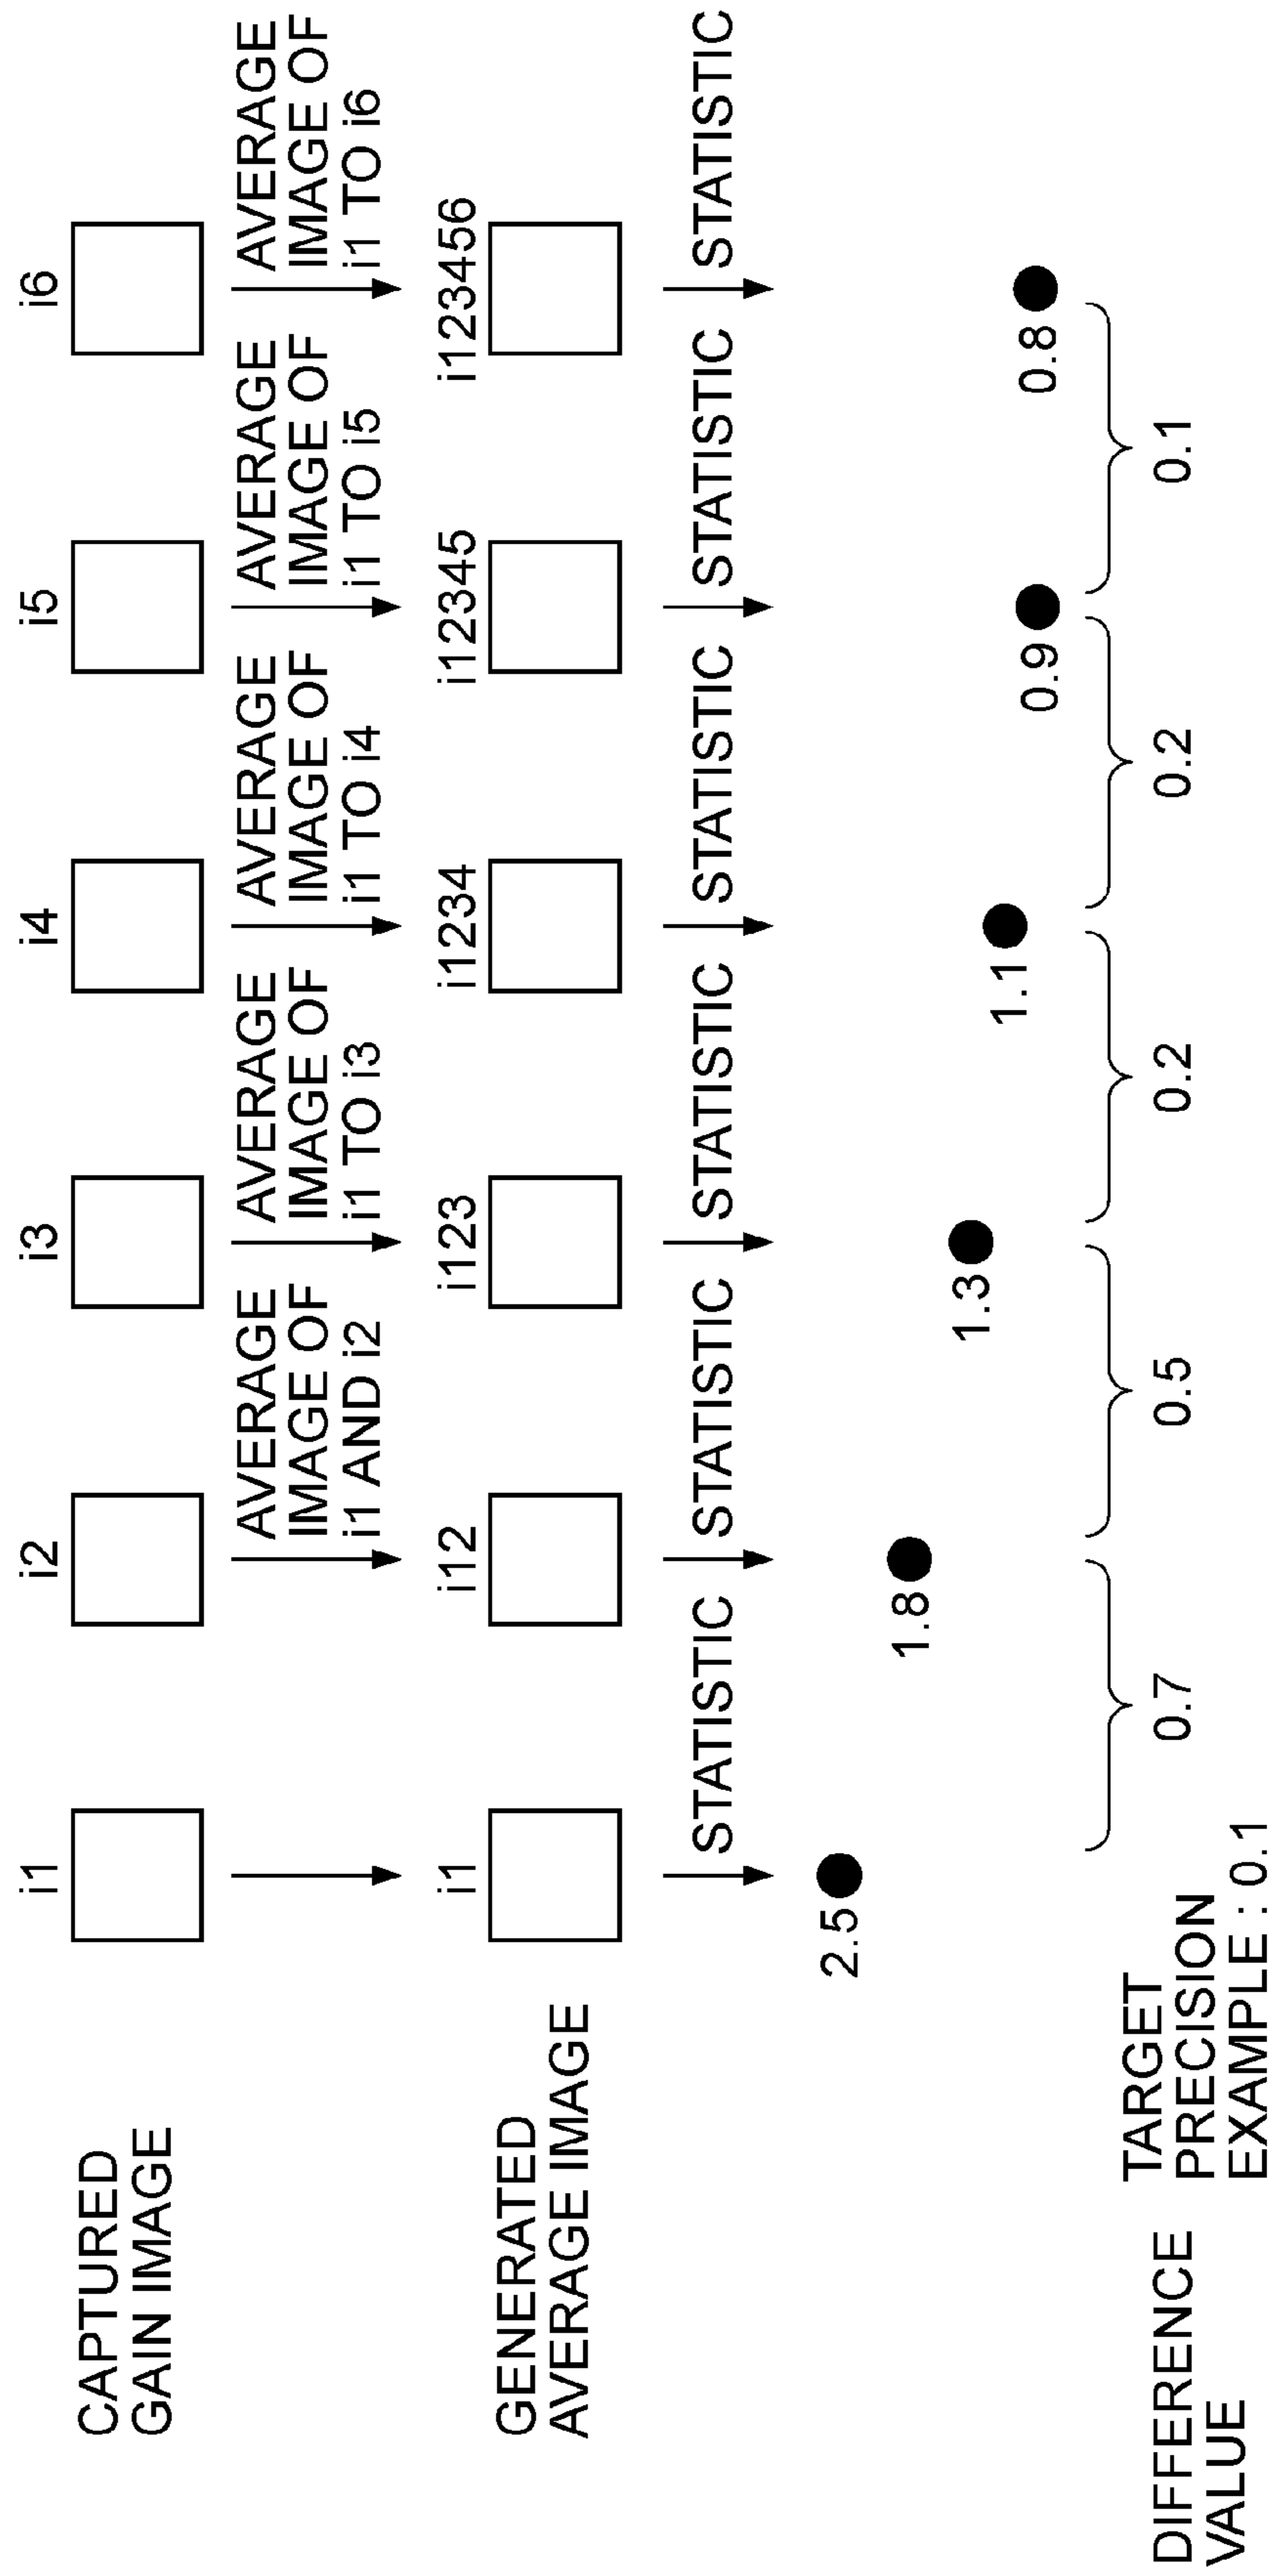 CAPTURED
GAIN IMAGE
i1
i2
i3
i4
i5
i6
AVERAGE
IMAGE OF
i1 AND i2
AVERAGE
IMAGE OF
i1 TO i3
AVERAGE
IMAGE OF
i1 TO i4
AVERAGE
IMAGE OF
i1 TO i5
AVERAGE
IMAGE OF
i1 TO i6
GENERATED
AVERAGE IMAGE
i1
i12
i123
i1234
i12345
i123456
STATISTIC
STATISTIC
STATISTIC
STATISTIC
STATISTIC
STATISTIC
2.5
1.8
1.3
1.1
0.9
0.8
DIFFERENCE
VALUE
TARGET
PRECISION
EXAMPLE : 0.1
0.7
0.5
0.2
0.2
0.1